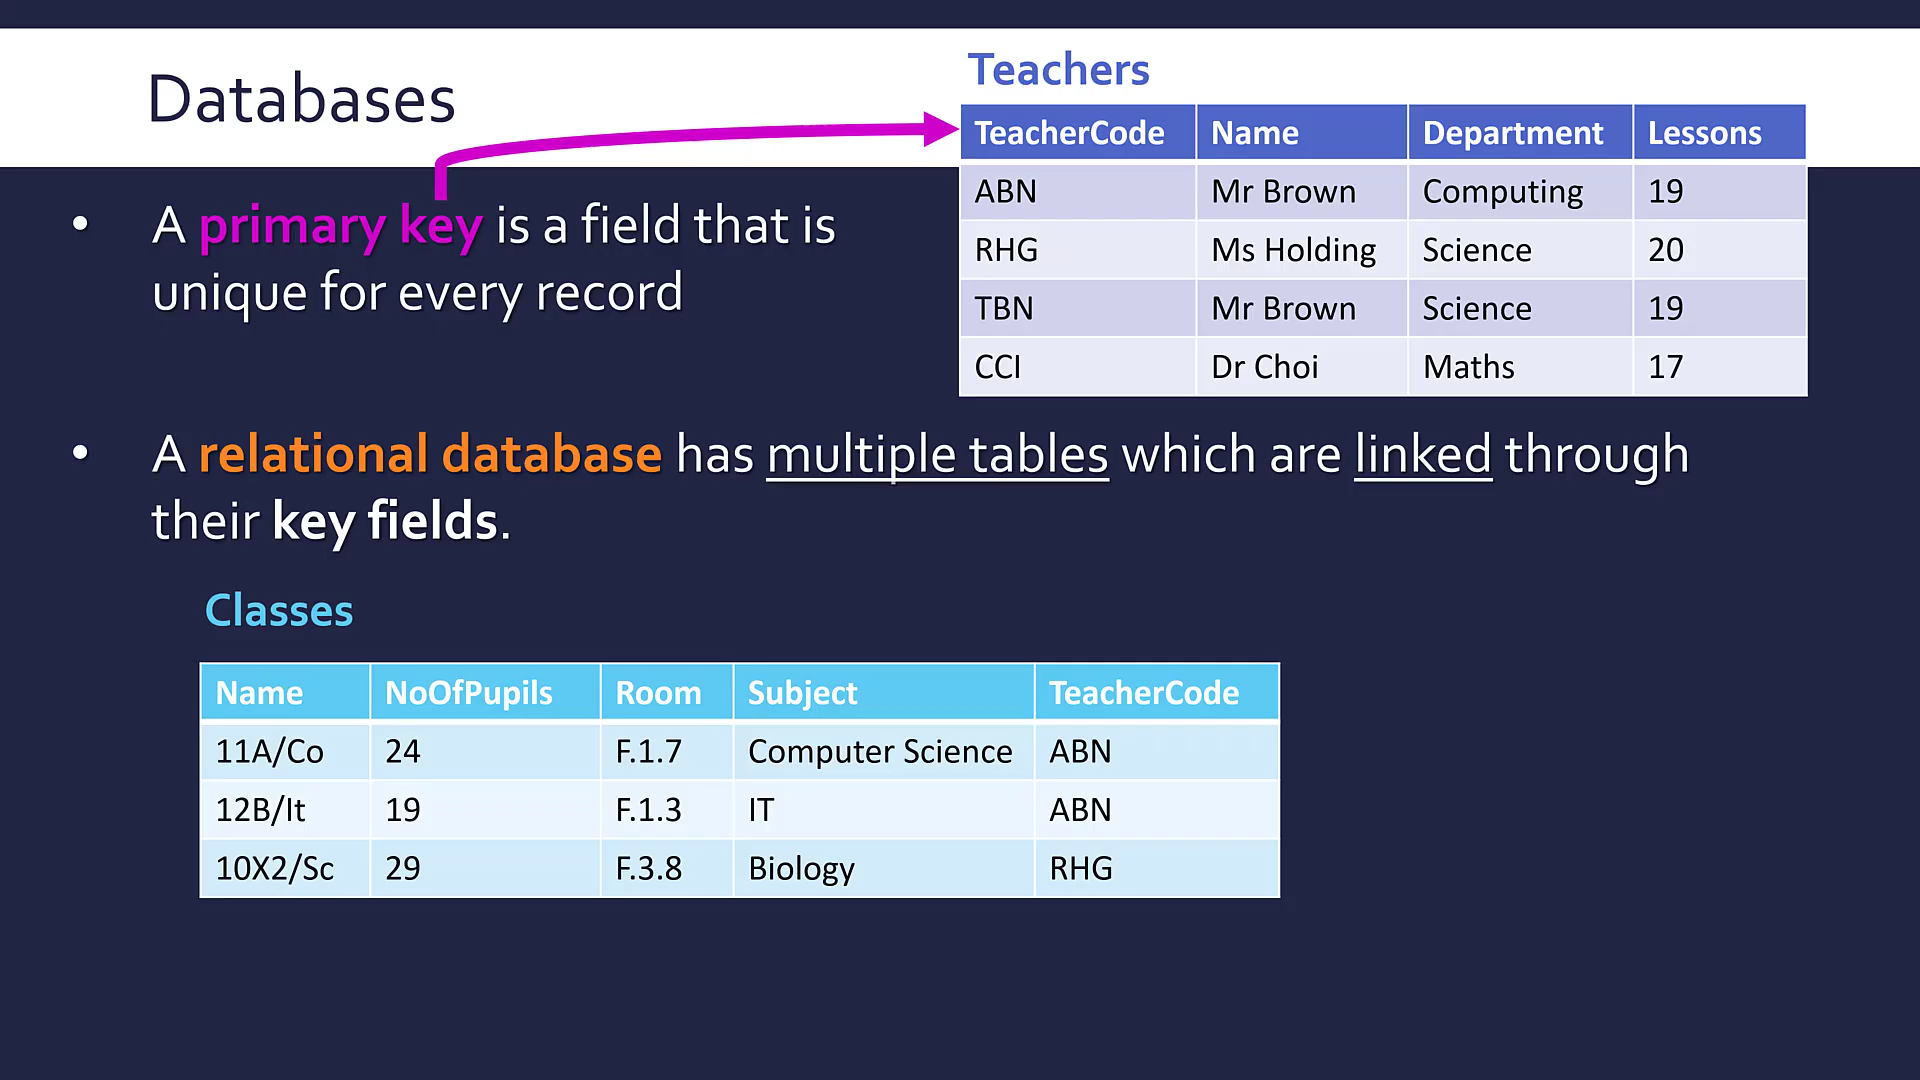 Databases
Teachers
TeacherCode Name Department Lessons
ABN Mr Brown Computing 19
RHG Ms Holding Science 20
TBN Mr Brown Science 19
CCI Dr Choi Maths 17
• A primary key is a field that is
unique for every record
• A relational database has multiple tables which are linked through
their key fields.
Classes
Name NoOfPupils Room Subject TeacherCode
11A/Co 24 F.1.7 Computer Science ABN
12B/It 19 F.1.3 IT ABN
10X2/Sc 29 F.3.8 Biology RHG